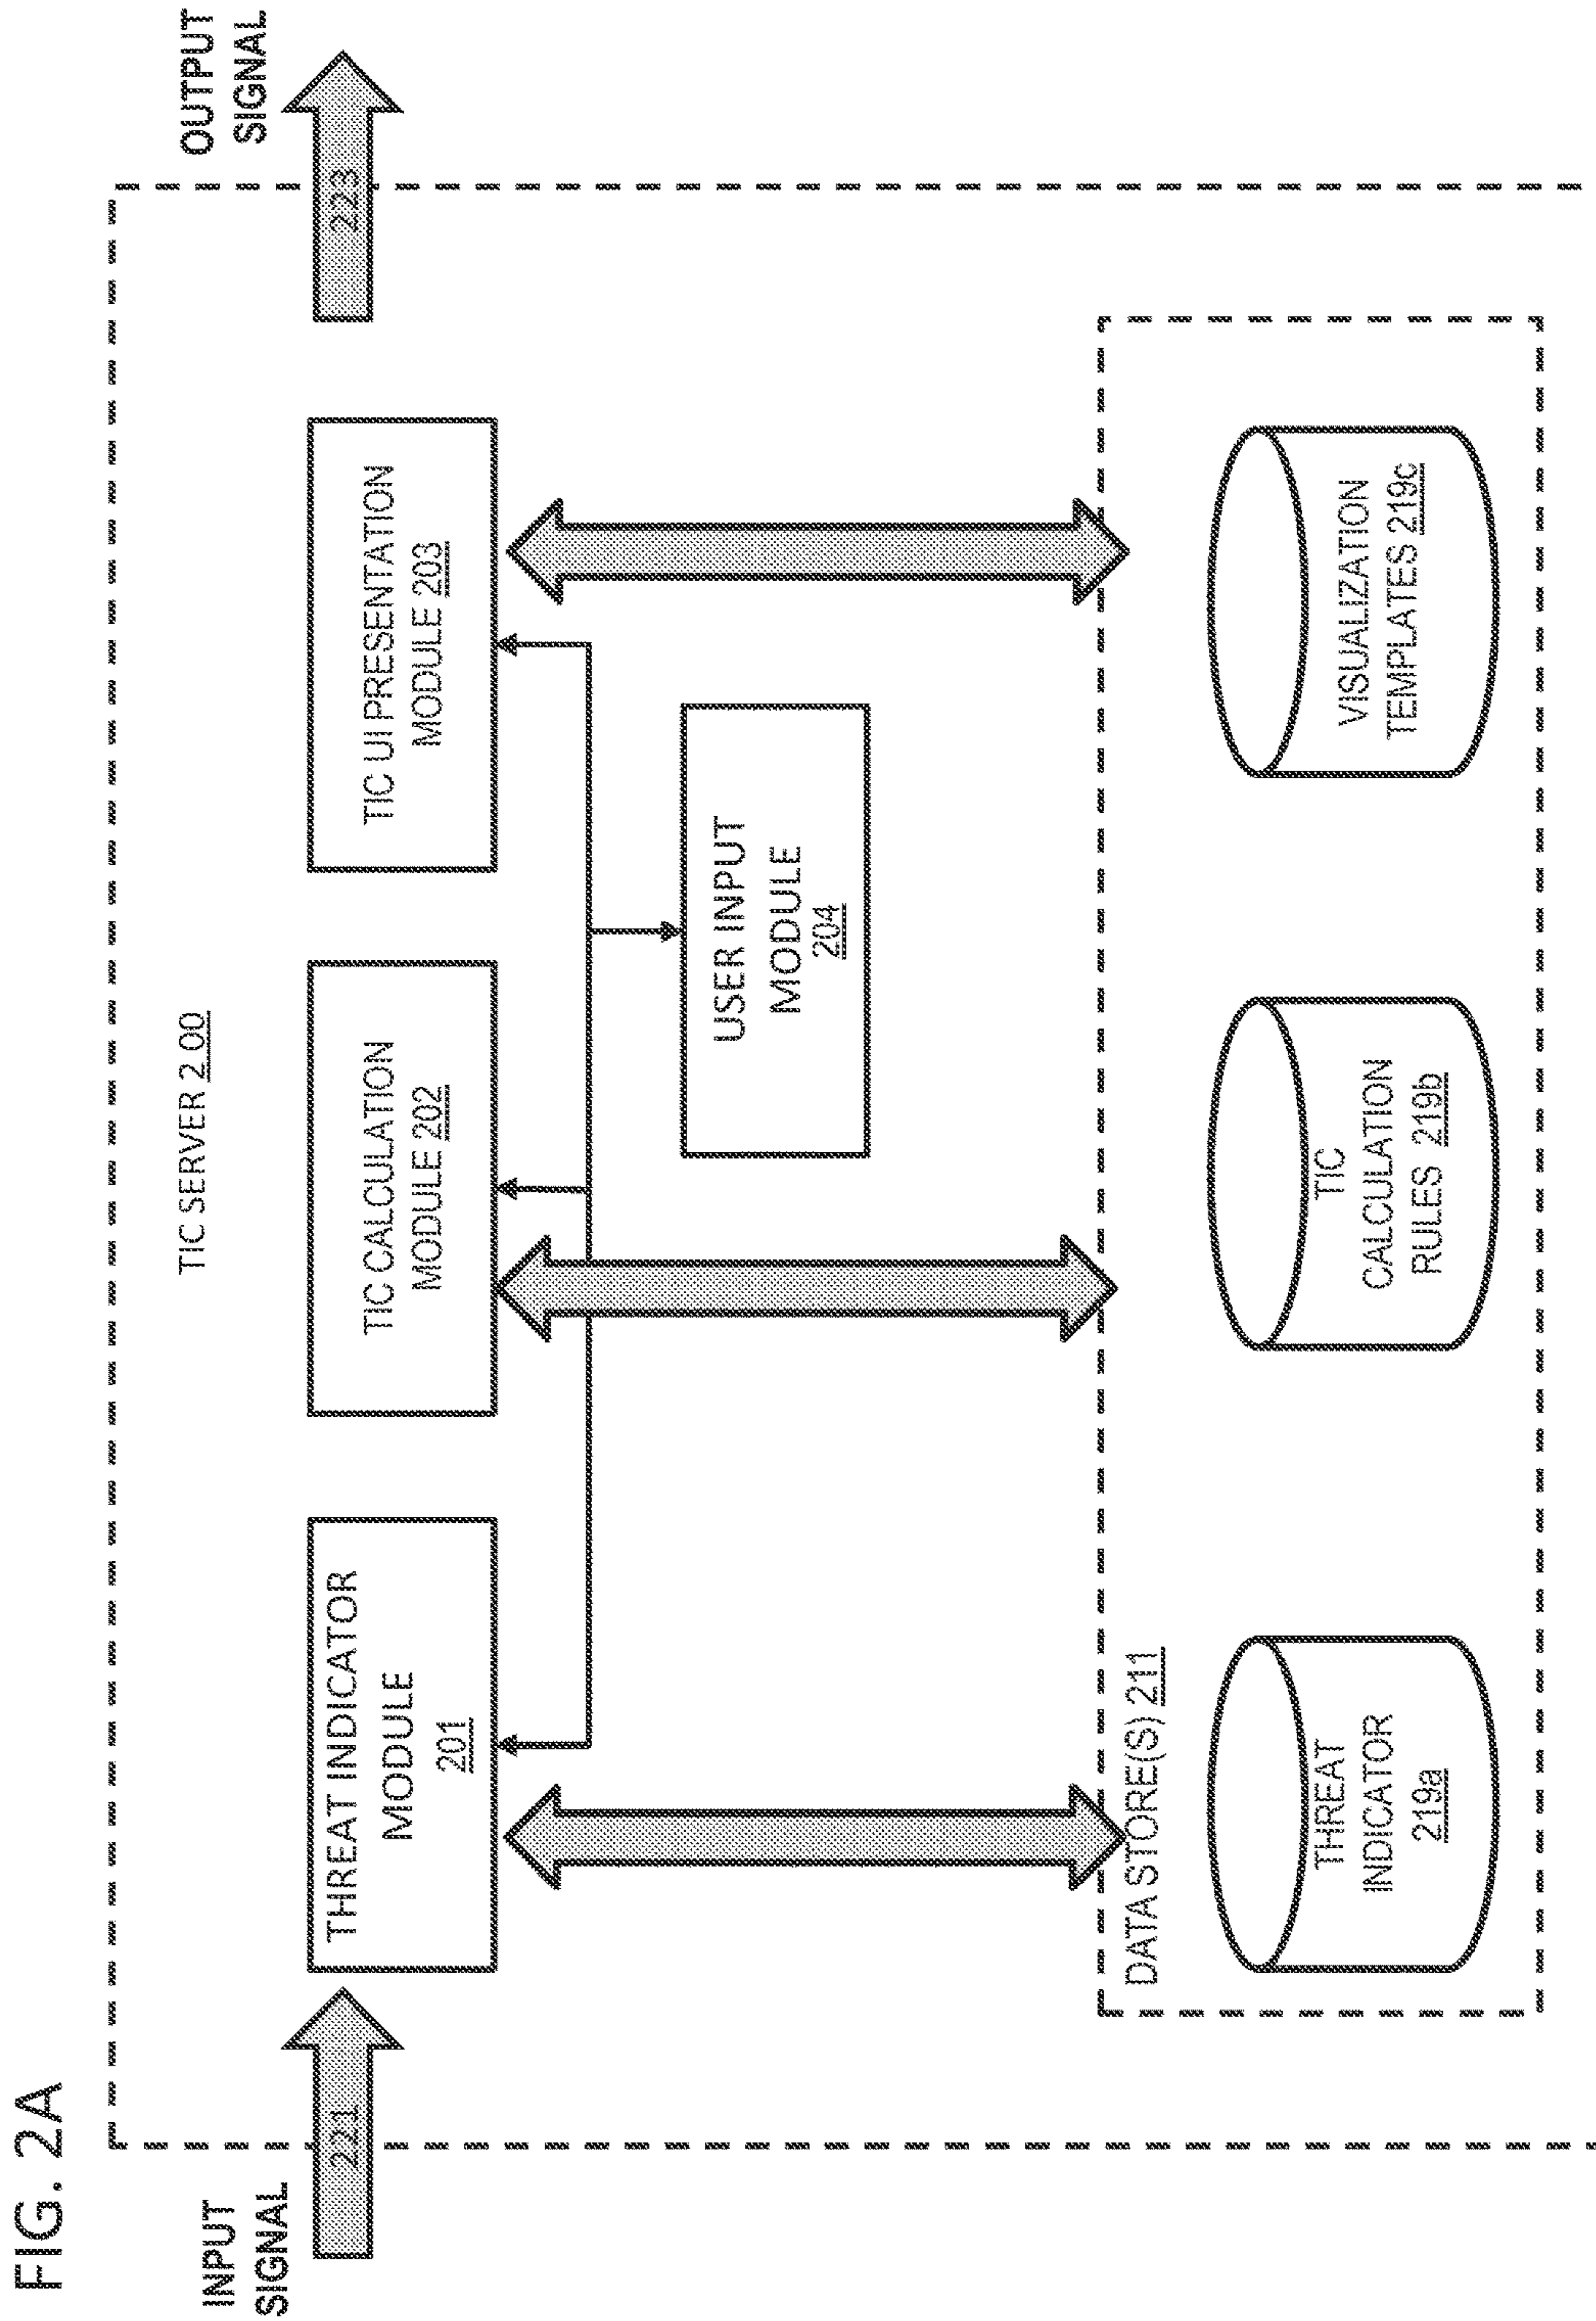 FIG. 2A
INPUT
SIGNAL
221
TIC SERVER 2 00
OUTPUT
SIGNAL
223
THREAT INDICATOR
MODULE
201
TIC CALCULATION
MODULE 202
TIC UI PRESENTATION
MODULE 203
USER INPUT
MODULE
204
DATA STORE(S) 211
THREAT
INDICATOR
219a
TIC
CALCULATION
RULES 219b
VISUALIZATION
TEMPLATES 219c